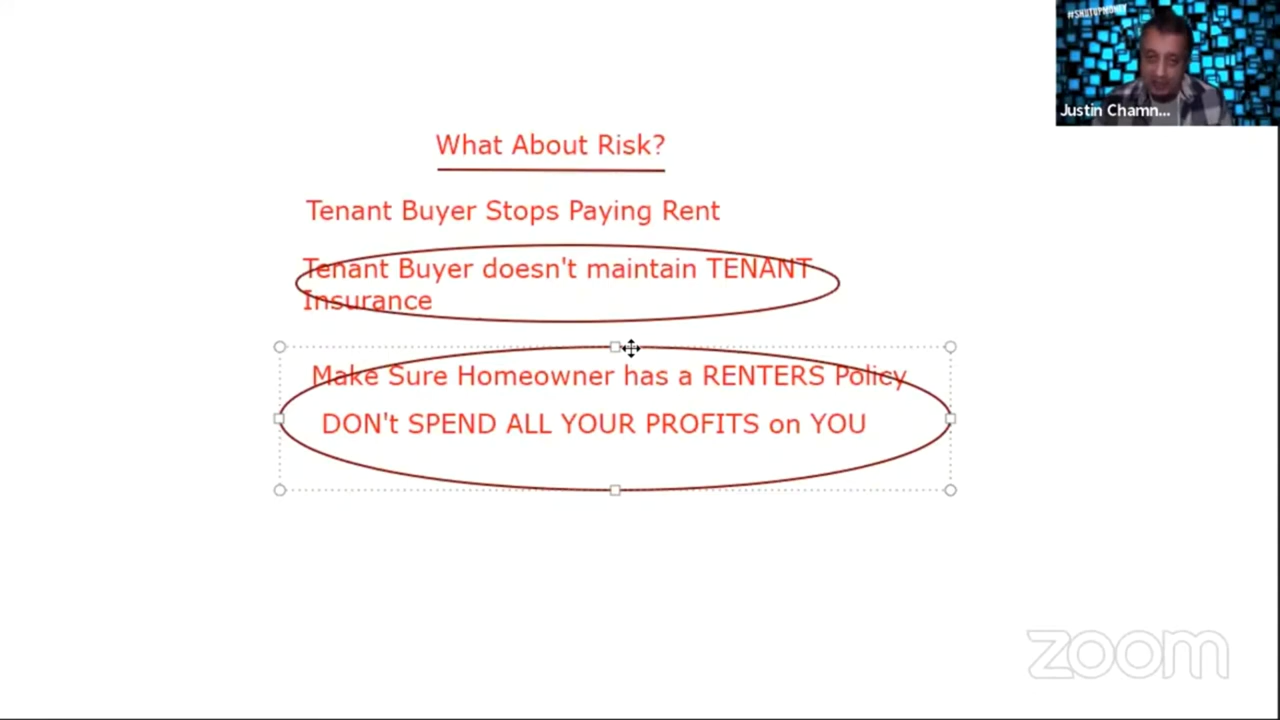 #SHUTUPMONEY
Justin Chamn...
What About Risk?
Tenant Buyer Stops Paying Rent
Tenant Buyer doesn't maintain TENANT
Insurance
Make Sure Homeowner has a RENTERS Policy
DON't SPEND ALL YOUR PROFITS on YOU
zoom